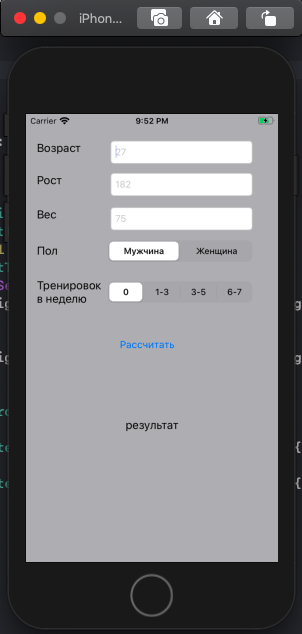 iPhon...
Carrier 9:52 PM
Возраст 27
Рост 182
Вес 75
Пол Мужчина Женщина
Тренировок
в неделю 0 1-3 3-5 6-7
Рассчитать
результат